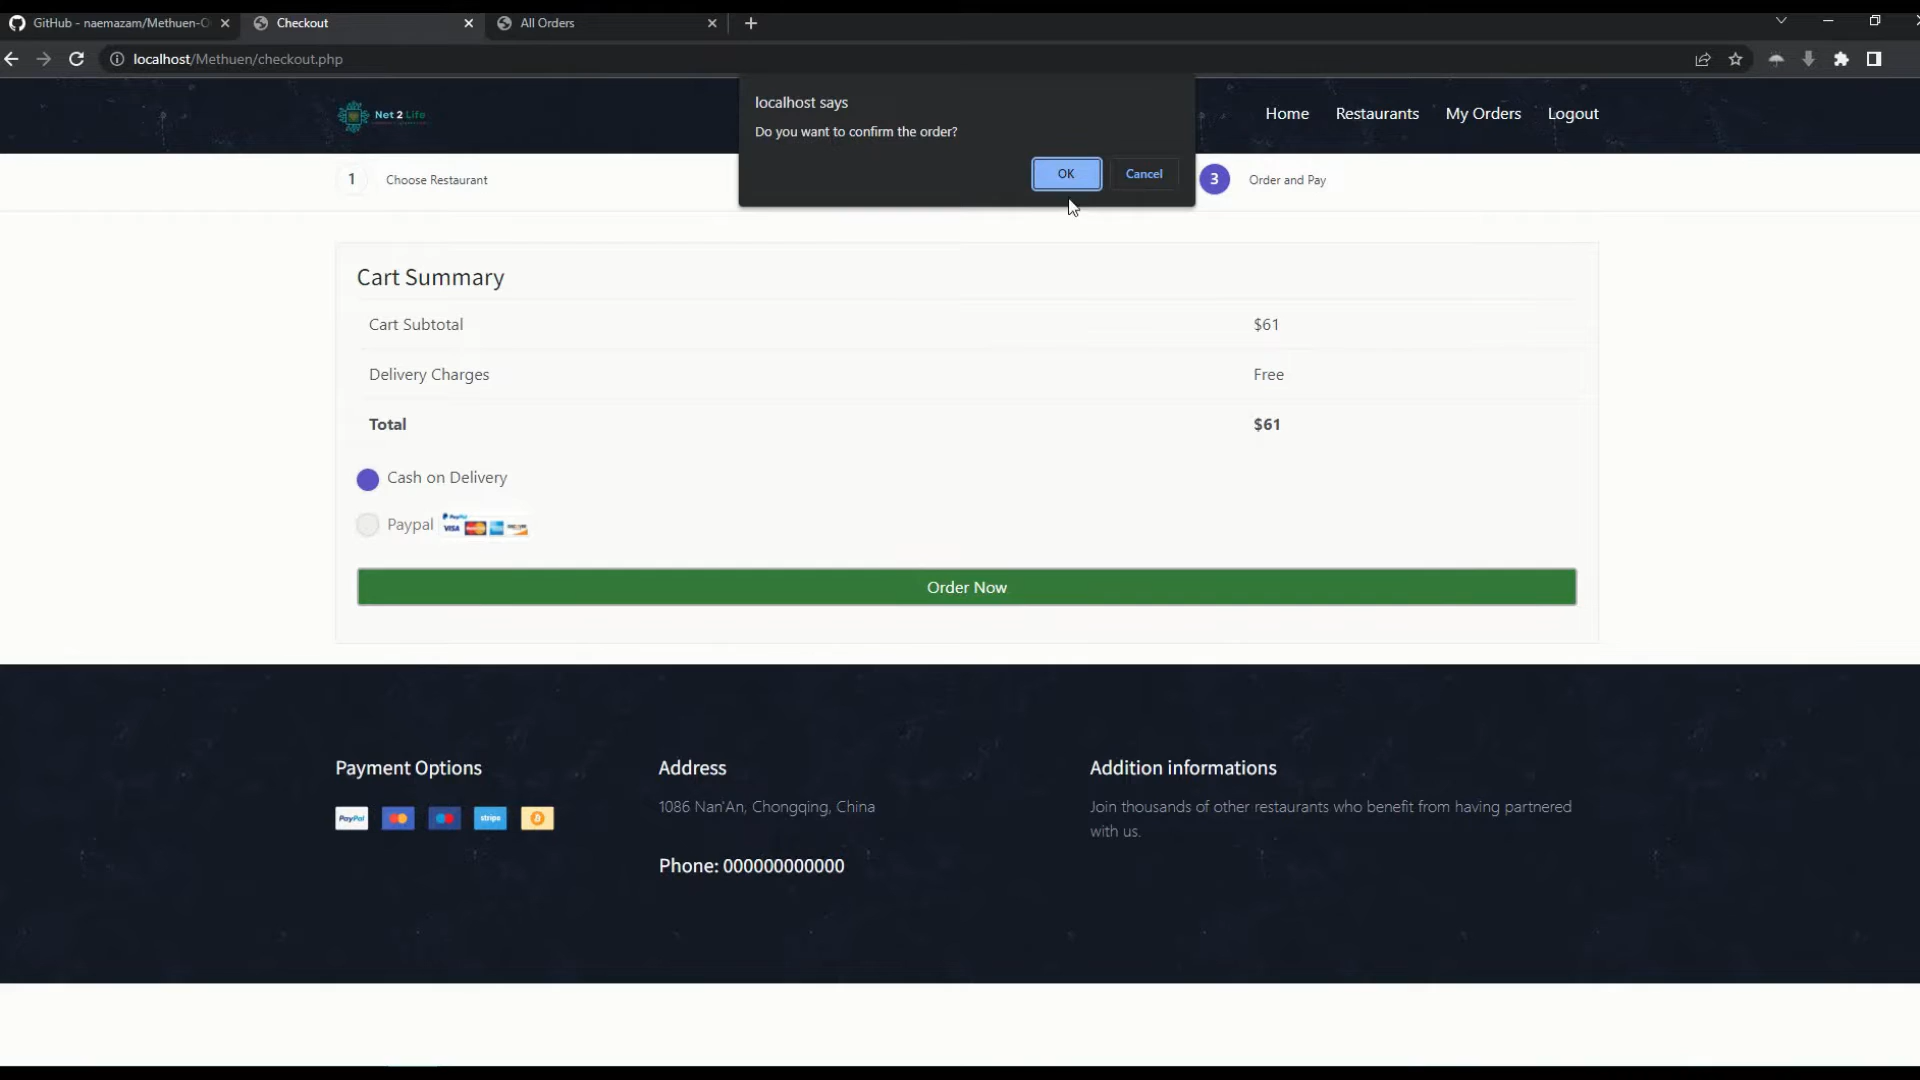 GitHub - naemazam/Methuen-O
Checkout
All Orders
localhost/Methuen/checkout.php
Net 2 Life
localhost says
Do you want to confirm the order?
OK
Cancel
Home
Restaurants
My Orders
Logout
1
Choose Restaurant
3
Order and Pay
Cart Summary
Cart Subtotal
$61
Delivery Charges
Free
Total
$61
Cash on Delivery
Paypal
PayPal
VISA
Order Now
Payment Options
Address
Addition informations
PayPal
stripe
1086 Nan'An, Chongqing, China
Join thousands of other restaurants who benefit from having partnered
with us.
Phone: 000000000000